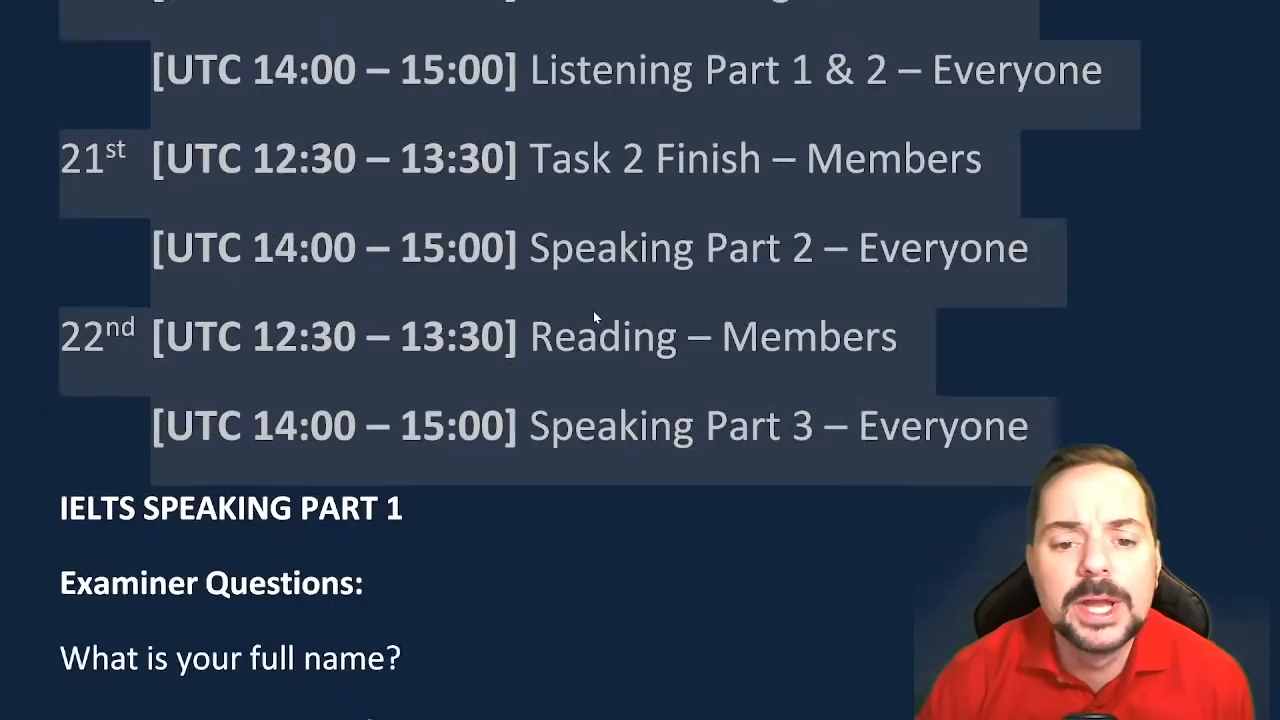 [UTC 14:00 – 15:00] Listening Part 1 & 2 – Everyone
21st [UTC 12:30 – 13:30] Task 2 Finish – Members
[UTC 14:00 – 15:00] Speaking Part 2 – Everyone
22nd [UTC 12:30 – 13:30] Reading – Members
[UTC 14:00 – 15:00] Speaking Part 3 – Everyone
IELTS SPEAKING PART 1
Examiner Questions:
What is your full name?